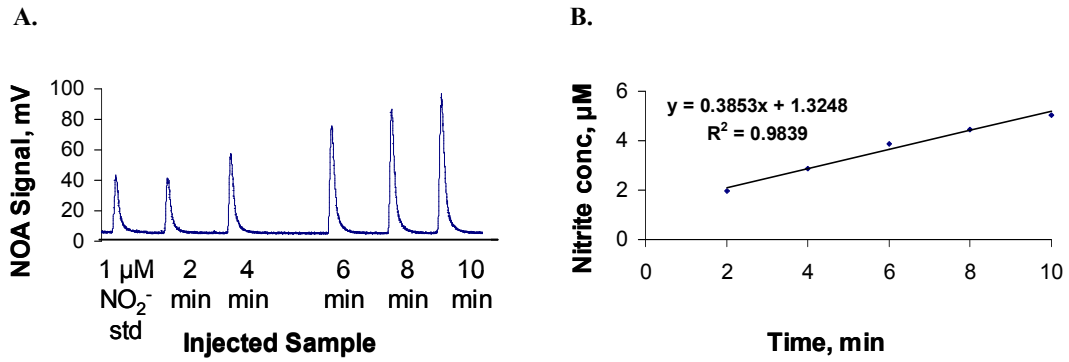 A.
NOA Signal, mV
100
80
60
40
20
0
1 µM
NO₂⁻
std
2
min
4
min
6
min
8
min
10
min
Injected Sample
B.
Nitrite conc, µM
6
4
2
0
y = 0.3853x + 1.3248
R² = 0.9839
0 2 4 6 8 10
Time, min